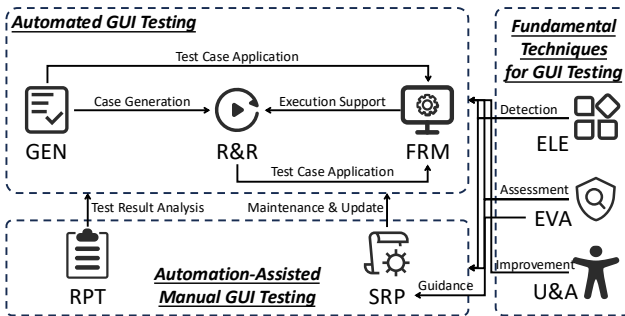 Automated GUI Testing
Test Case Application
Case Generation
Execution Support
GEN
R&R
FRM
Test Case Application
Test Result Analysis
Maintenance & Update
RPT
Automation-Assisted
Manual GUI Testing
SRP
Guidance
Fundamental
Techniques
for GUI Testing
Detection
ELE
Assessment
EVA
Improvement
U&A